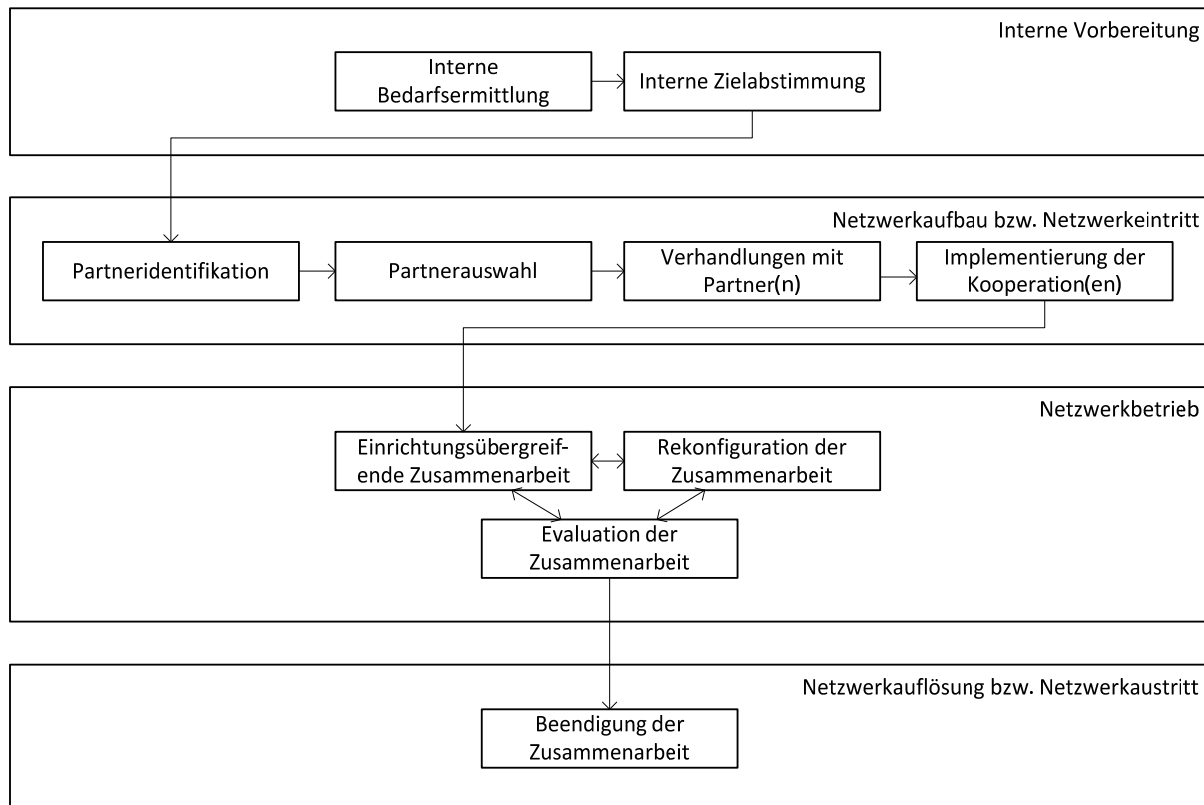 Interne Vorbereitung
Interne
Bedarfsermittlung
Interne Zielabstimmung
Netzwerkaufbau bzw. Netzwerkeintritt
Partneridentifikation
Partnerauswahl
Verhandlungen mit
Partner(n)
Implementierung der
Kooperation(en)
Netzwerkbetrieb
Einrichtungsübergreif-
ende Zusammenarbeit
Rekonfiguration der
Zusammenarbeit
Evaluation der
Zusammenarbeit
Netzwerkauflösung bzw. Netzwerkaustritt
Beendigung der
Zusammenarbeit